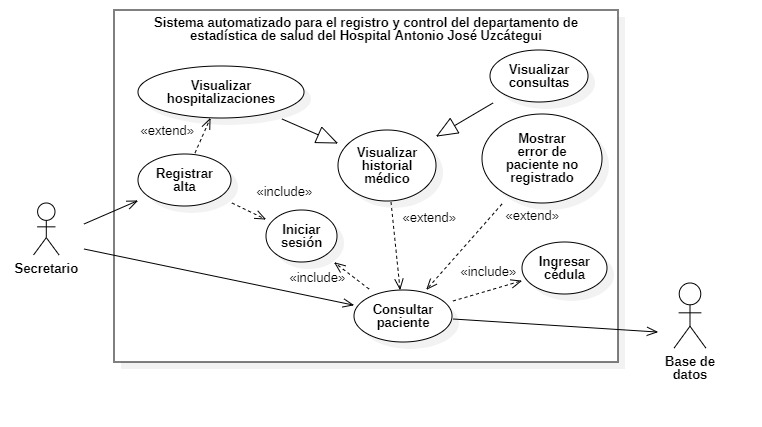 Sistema automatizado para el registro y control del departamento de
estadística de salud del Hospital Antonio José Uzcátegui
Visualizar
hospitalizaciones
Visualizar
consultas
«extend»
Visualizar
historial
médico
Mostrar
error de
paciente no
registrado
Registrar
alta
«include»
«extend»
«extend»
Iniciar
sesión
Secretario
«include»
«include»
Ingresar
cédula
Consultar
paciente
Base de
datos